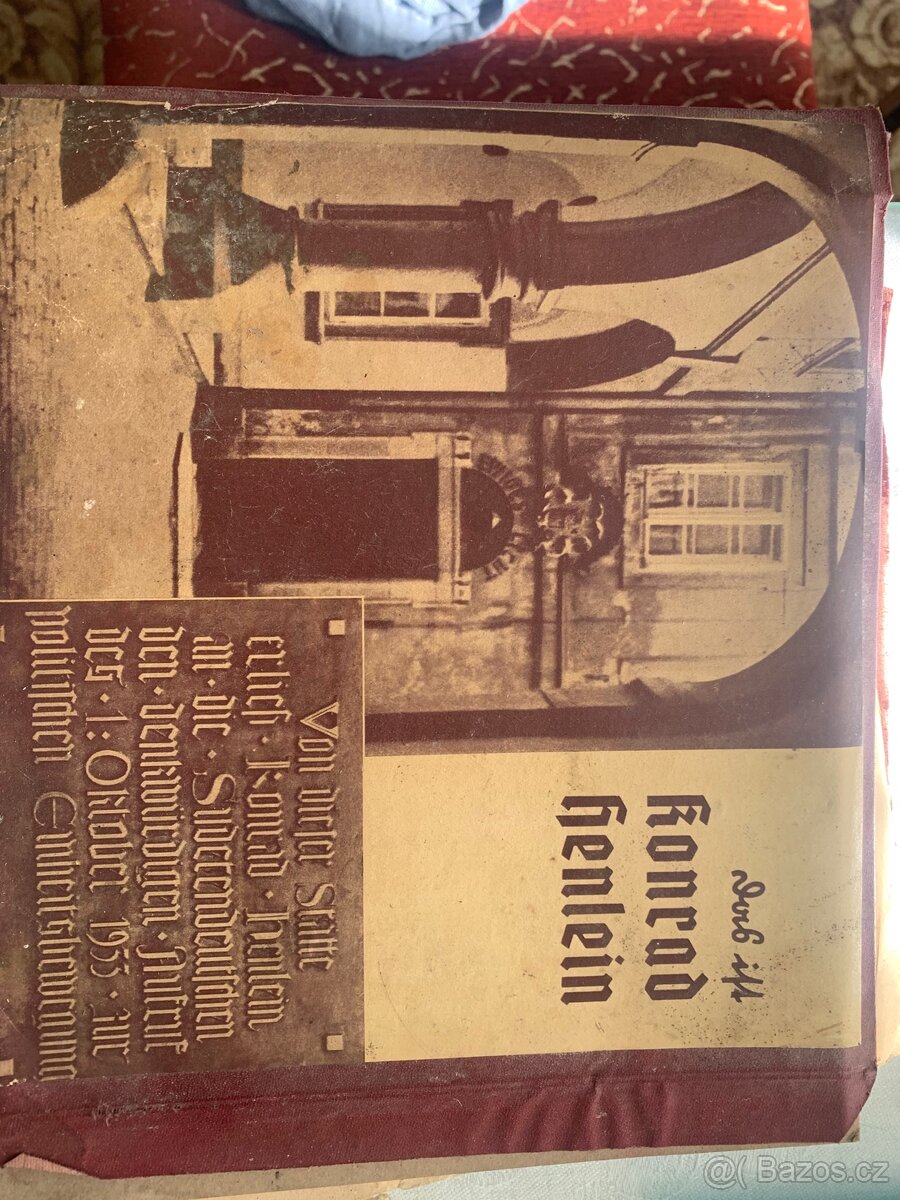 Das ist
Konrad
Henlein
Von dieser Stätte
erließ · Konrad · Henlein
an · die · Sudetendeutschen
den · denkwürdigen · Aufruf
des · 1: Oktober 1933 · zur
politischen Einheitsbewegung
@( Bazos.cz